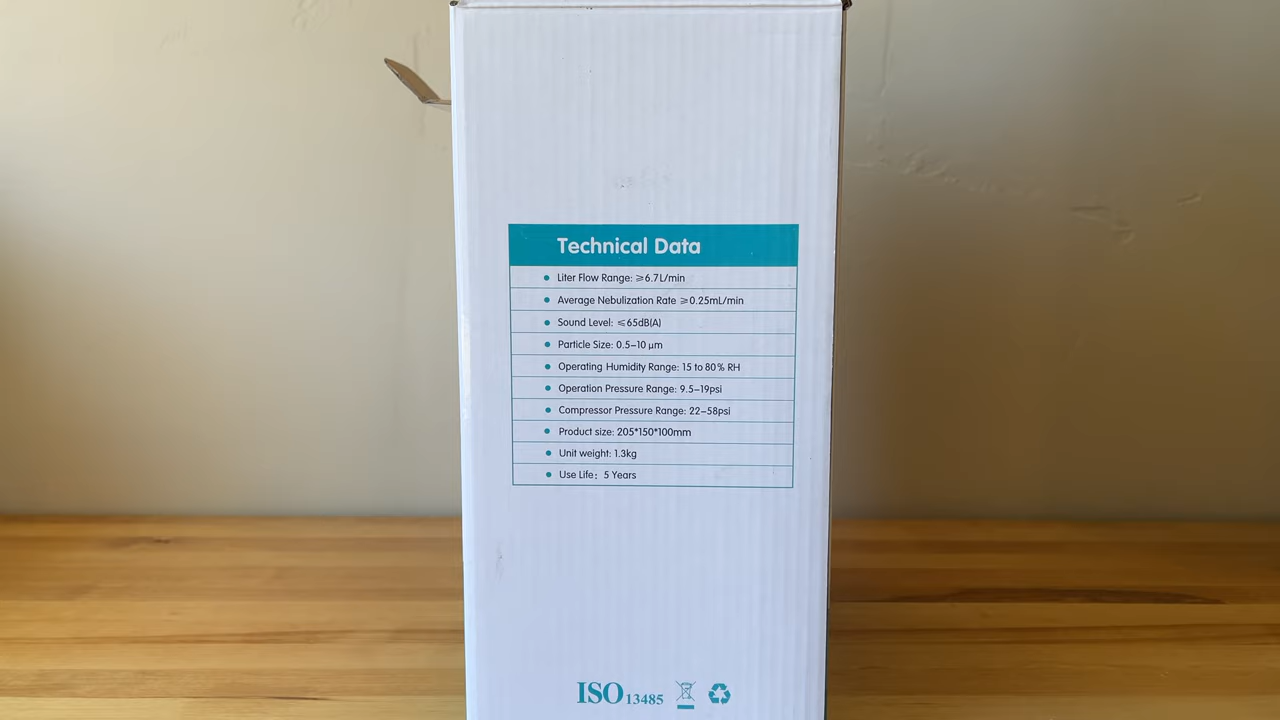 Technical Data
Liter Flow Range: ≥6.7L/min
Average Nebulization Rate ≥0.25mL/min
Sound Level: ≤65dB(A)
Particle Size: 0.5–10 μm
Operating Humidity Range: 15 to 80% RH
Operation Pressure Range: 9.5–19psi
Compressor Pressure Range: 22–58psi
Product size: 205*150*100mm
Unit weight: 1.3kg
Use Life: 5 Years
ISO 13485